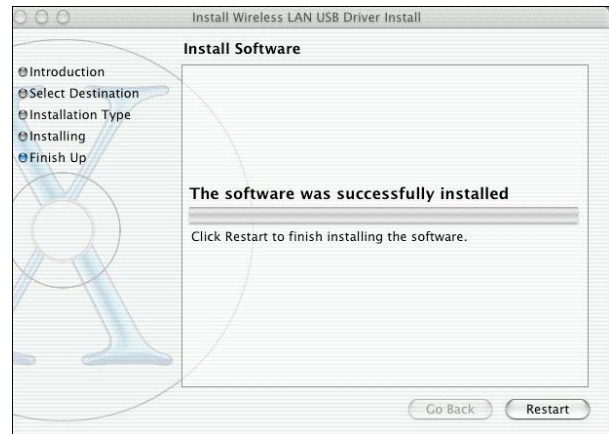 Install Wireless LAN USB Driver Install
Install Software
Introduction
Select Destination
Installation Type
Installing
Finish Up
The software was successfully installed
Click Restart to finish installing the software.
Go Back
Restart